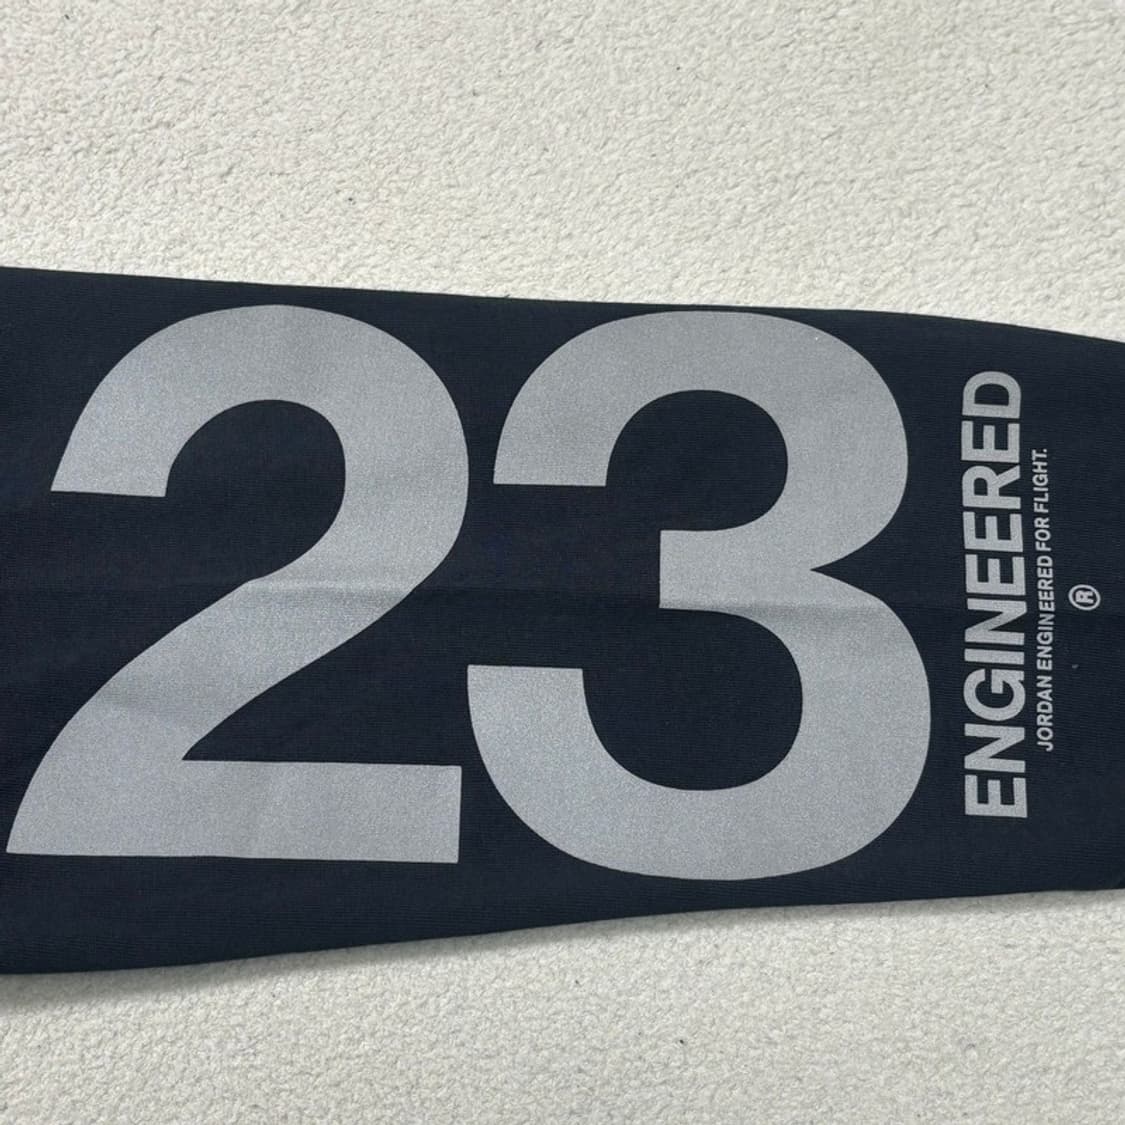 23
ENGINEERED
JORDAN ENGINEERED FOR FLIGHT.
®